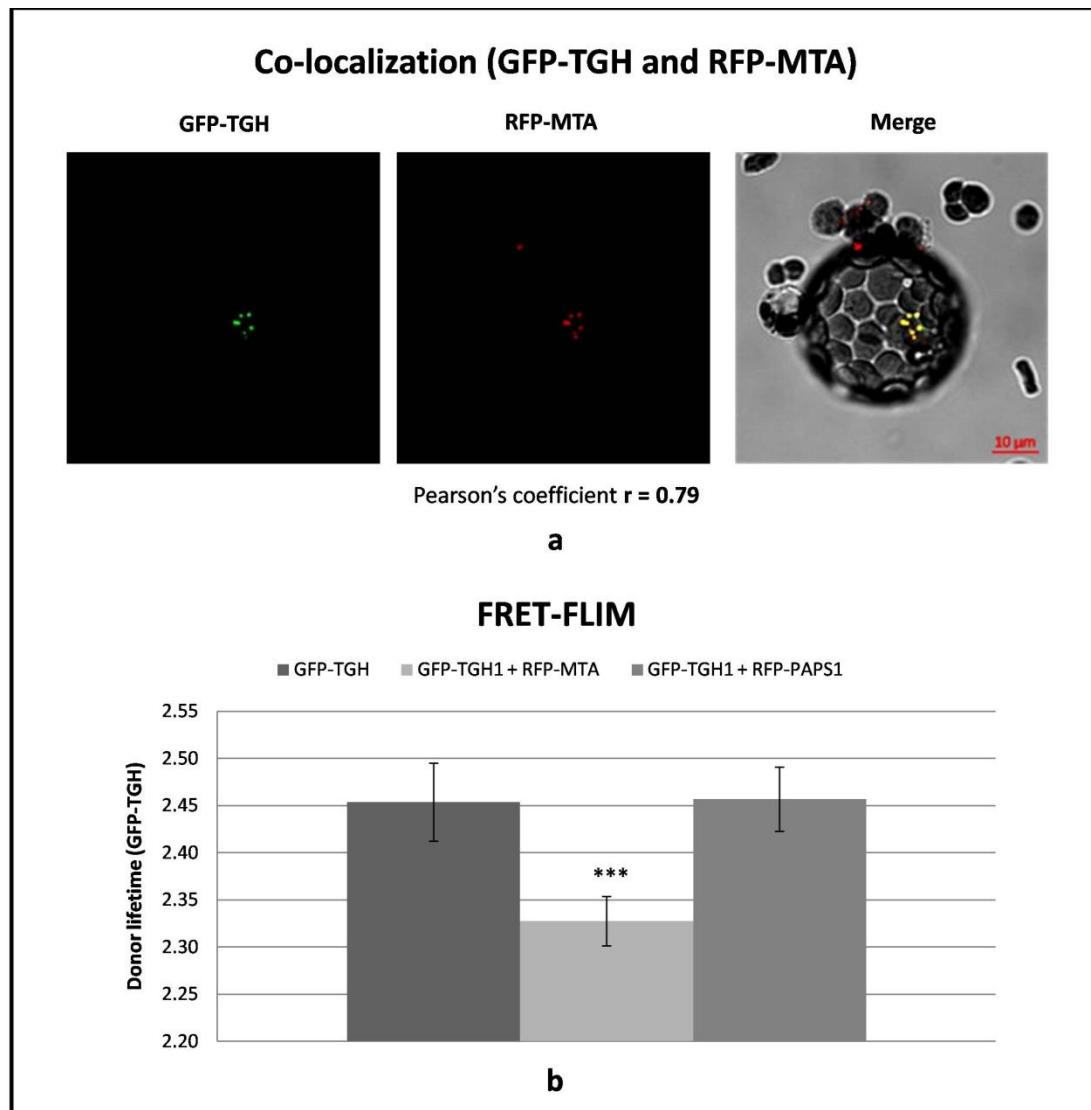 Co-localization (GFP-TGH and RFP-MTA)
GFP-TGH RFP-MTA Merge
10 µm
Pearson's coefficient r = 0.79
a
FRET-FLIM
GFP-TGH GFP-TGH1 + RFP-MTA GFP-TGH1 + RFP-PAPS1
Donor lifetime (GFP-TGH)
2.55
2.50
2.45
2.40
2.35
2.30
2.25
2.20
***
b